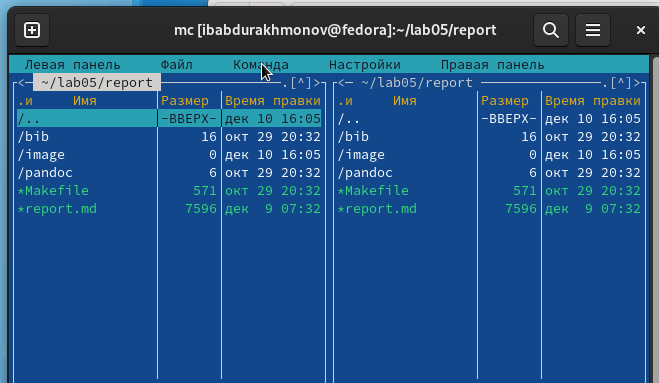 mc [ibabdurakhmonov@fedora]:~/lab05/report
Левая панель Файл Команда Настройки Правая панель
<— ~/lab05/report —.[^]> <— ~/lab05/report —.[^]>
.и Имя Размер Время правки .и Имя Размер Время правки
/.. -ВВЕРХ- дек 10 16:05 /.. -ВВЕРХ- дек 10 16:05
/bib 16 окт 29 20:32 /bib 16 окт 29 20:32
/image 0 дек 10 16:05 /image 0 дек 10 16:05
/pandoc 6 окт 29 20:32 /pandoc 6 окт 29 20:32
*Makefile 571 окт 29 20:32 *Makefile 571 окт 29 20:32
*report.md 7596 дек 9 07:32 *report.md 7596 дек 9 07:32